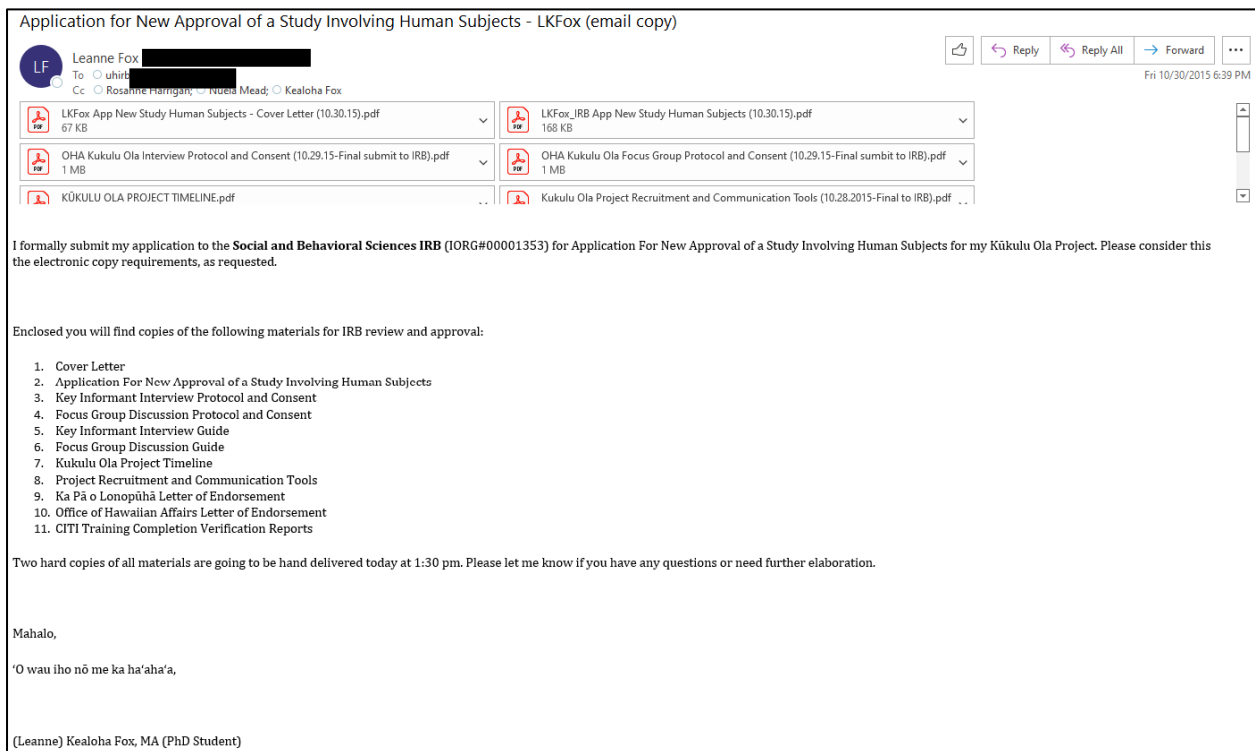 Application for New Approval of a Study Involving Human Subjects - LKFox (email copy)
LF
Leanne Fox
Reply
Reply All
Forward
To uhirb
Fri 10/30/2015 6:39 PM
Cc Rosanne Harrigan; Nuela Mead; Kealoha Fox
PDF
LKFox App New Study Human Subjects - Cover Letter (10.30.15).pdf
67 KB
PDF
LKFox_IRB App New Study Human Subjects (10.30.15).pdf
168 KB
PDF
OHA Kukulu Ola Interview Protocol and Consent (10.29.15-Final submit to IRB).pdf
1 MB
PDF
OHA Kukulu Ola Focus Group Protocol and Consent (10.29.15-Final sumbit to IRB).pdf
1 MB
KŪKULU OLA PROJECT TIMELINE.pdf
Kukulu Ola Project Recruitment and Communication Tools (10.28.2015-Final to IRB).pdf
I formally submit my application to the Social and Behavioral Sciences IRB (IORG#00001353) for Application For New Approval of a Study Involving Human Subjects for my Kūkulu Ola Project. Please consider this
the electronic copy requirements, as requested.
Enclosed you will find copies of the following materials for IRB review and approval:
1. Cover Letter
2. Application For New Approval of a Study Involving Human Subjects
3. Key Informant Interview Protocol and Consent
4. Focus Group Discussion Protocol and Consent
5. Key Informant Interview Guide
6. Focus Group Discussion Guide
7. Kukulu Ola Project Timeline
8. Project Recruitment and Communication Tools
9. Ka Pā o Lonopūhā Letter of Endorsement
10. Office of Hawaiian Affairs Letter of Endorsement
11. CITI Training Completion Verification Reports
Two hard copies of all materials are going to be hand delivered today at 1:30 pm. Please let me know if you have any questions or need further elaboration.
Mahalo,
ʻO wau iho nō me ka haʻahaʻa,
(Leanne) Kealoha Fox, MA (PhD Student)